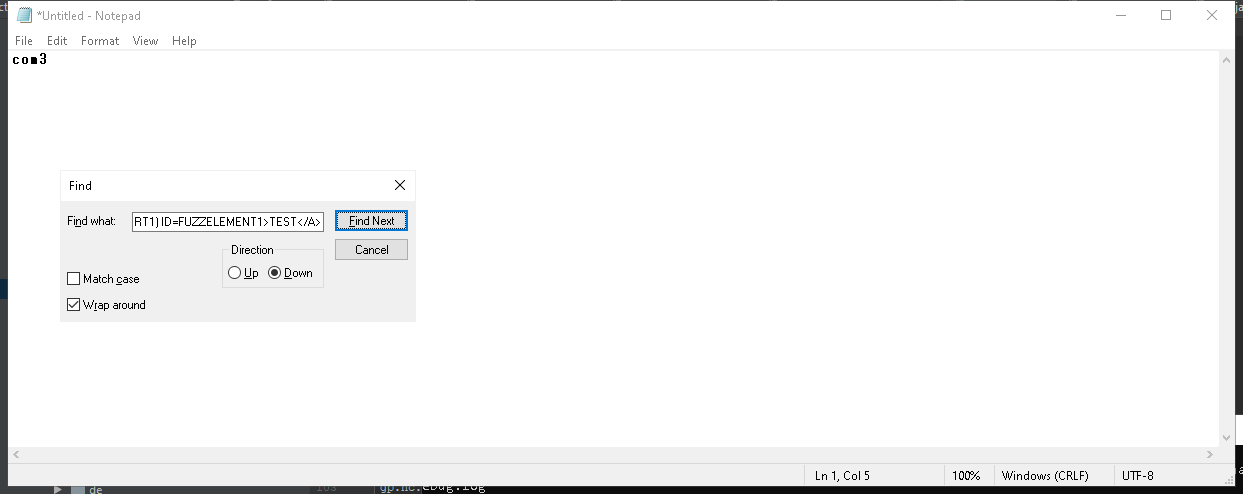 *Untitled - Notepad
File Edit Format View Help
com3
Find
Find what: RT1) ID=FUZZELEMENT1>TEST</A> Find Next
Direction Cancel
Up Down
Match case
Wrap around
Ln 1, Col 5 100% Windows (CRLF) UTF-8
de